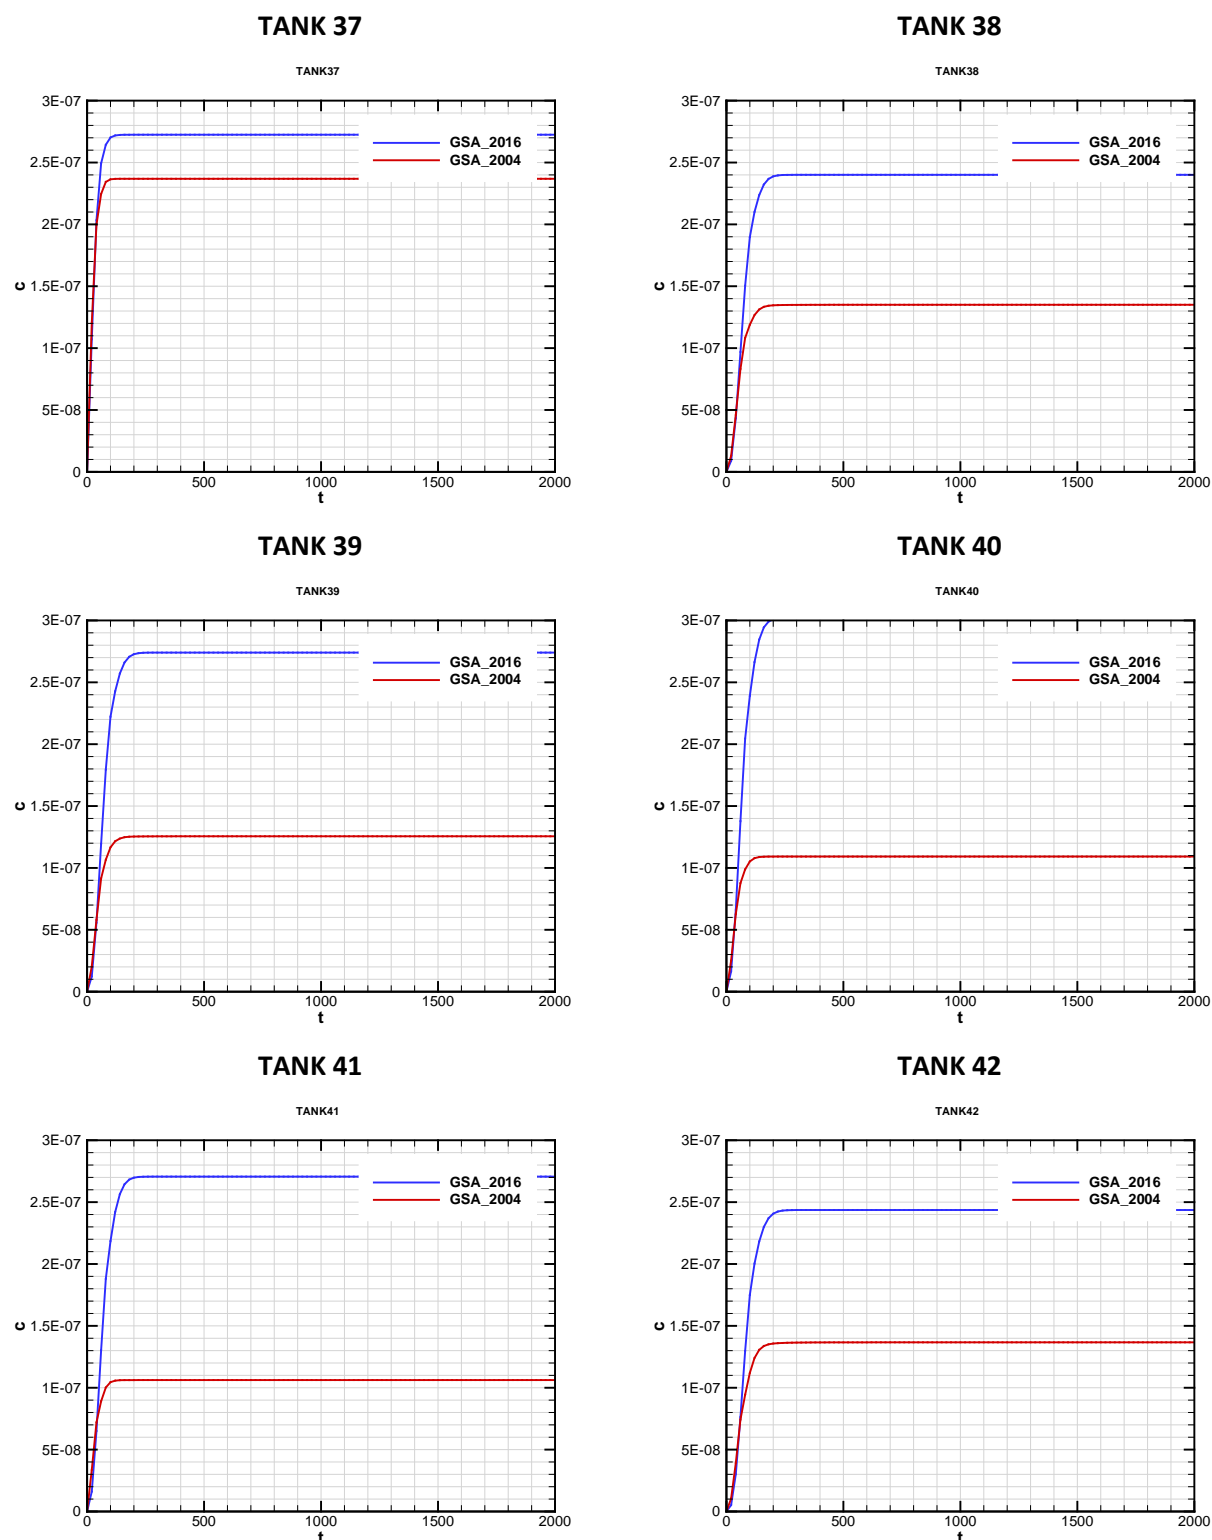 TANK 37
TANK 38
TANK37
3E-07
2.5E-07
2E-07
1.5E-07
1E-07
5E-08
0
c
GSA_2016
GSA_2004
0 500 1000 1500 2000
t
TANK38
3E-07
2.5E-07
2E-07
1.5E-07
1E-07
5E-08
0
c
GSA_2016
GSA_2004
0 500 1000 1500 2000
t
TANK 39
TANK 40
TANK39
3E-07
2.5E-07
2E-07
1.5E-07
1E-07
5E-08
0
c
GSA_2016
GSA_2004
0 500 1000 1500 2000
t
TANK40
3E-07
2.5E-07
2E-07
1.5E-07
1E-07
5E-08
0
c
GSA_2016
GSA_2004
0 500 1000 1500 2000
t
TANK 41
TANK 42
TANK41
3E-07
2.5E-07
2E-07
1.5E-07
1E-07
5E-08
0
c
GSA_2016
GSA_2004
0 500 1000 1500 2000
t
TANK42
3E-07
2.5E-07
2E-07
1.5E-07
1E-07
5E-08
0
c
GSA_2016
GSA_2004
0 500 1000 1500 2000
t